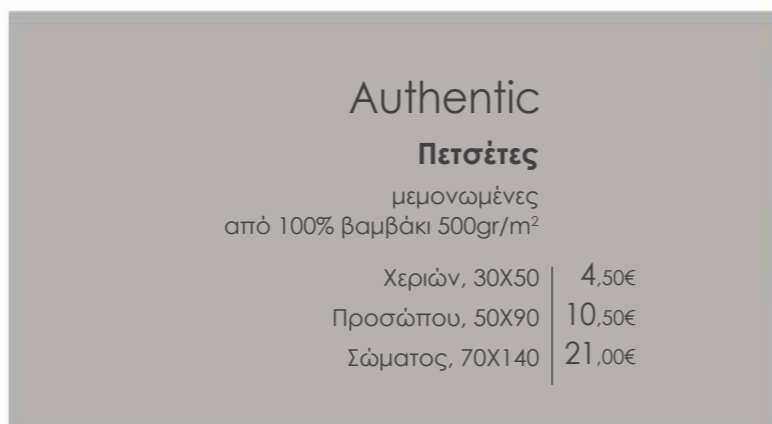 Authentic
Πετσέτες
μεμονωμένες
από 100% βαμβάκι 500gr/m²
Χεριών, 30X50 4,50€
Προσώπου, 50X90 10,50€
Σώματος, 70X140 21,00€